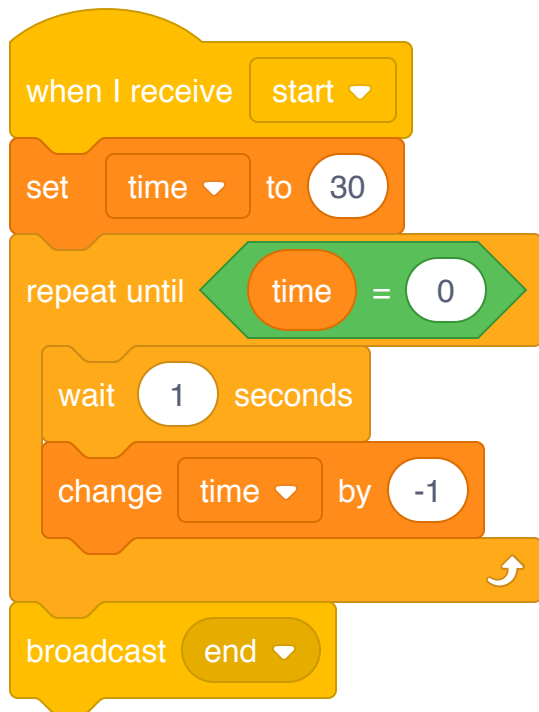 when I receive start
set time to 30
repeat until time = 0
wait 1 seconds
change time by -1
broadcast end